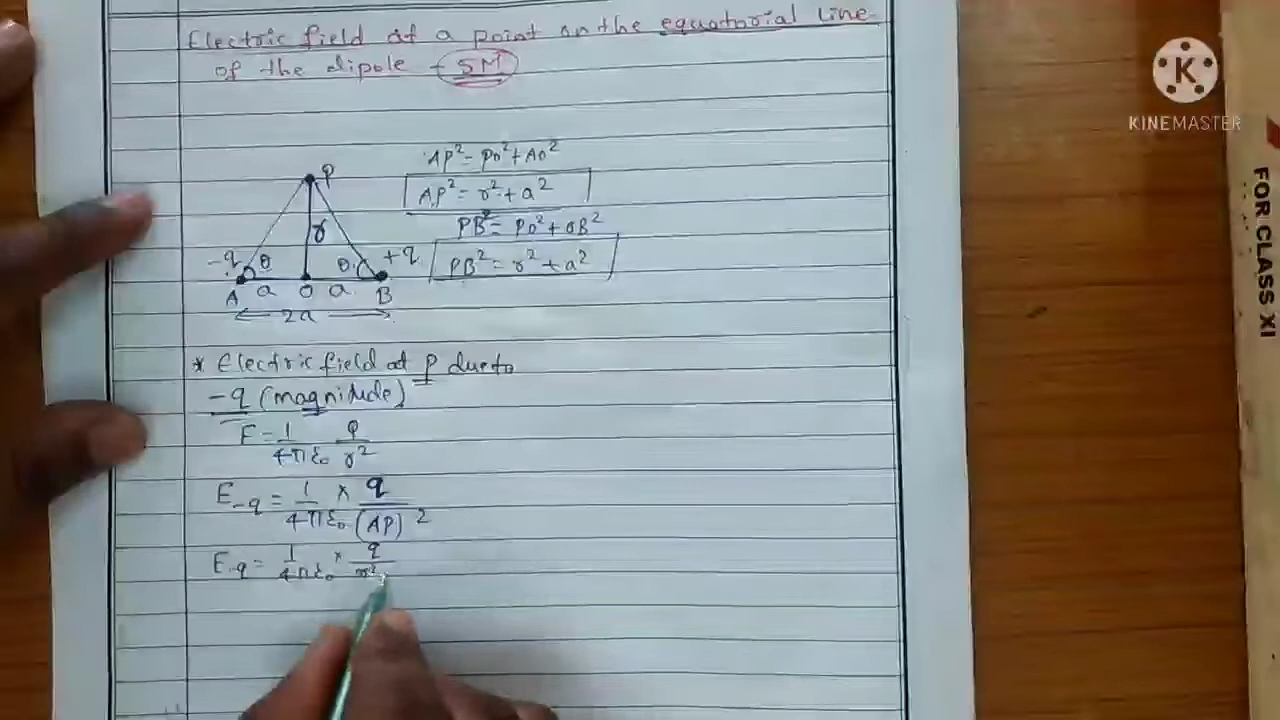 Electric field at a point on the equatorial line
of the dipole - 5M
K
KINEMASTER
FOR CLASS XI
AP² = PO² + AO²
AP² = r² + a²
PB² = PO² + OB²
PB² = r² + a²
P
r
-q θ θ +q
A a O a B
2a
* Electric field at P due to
-q (magnitude)
E = 1/4πε₀ q/r²
E-q = 1/4πε₀ × q/(AP)²
E-q = 1/4πε₀ × q/r²